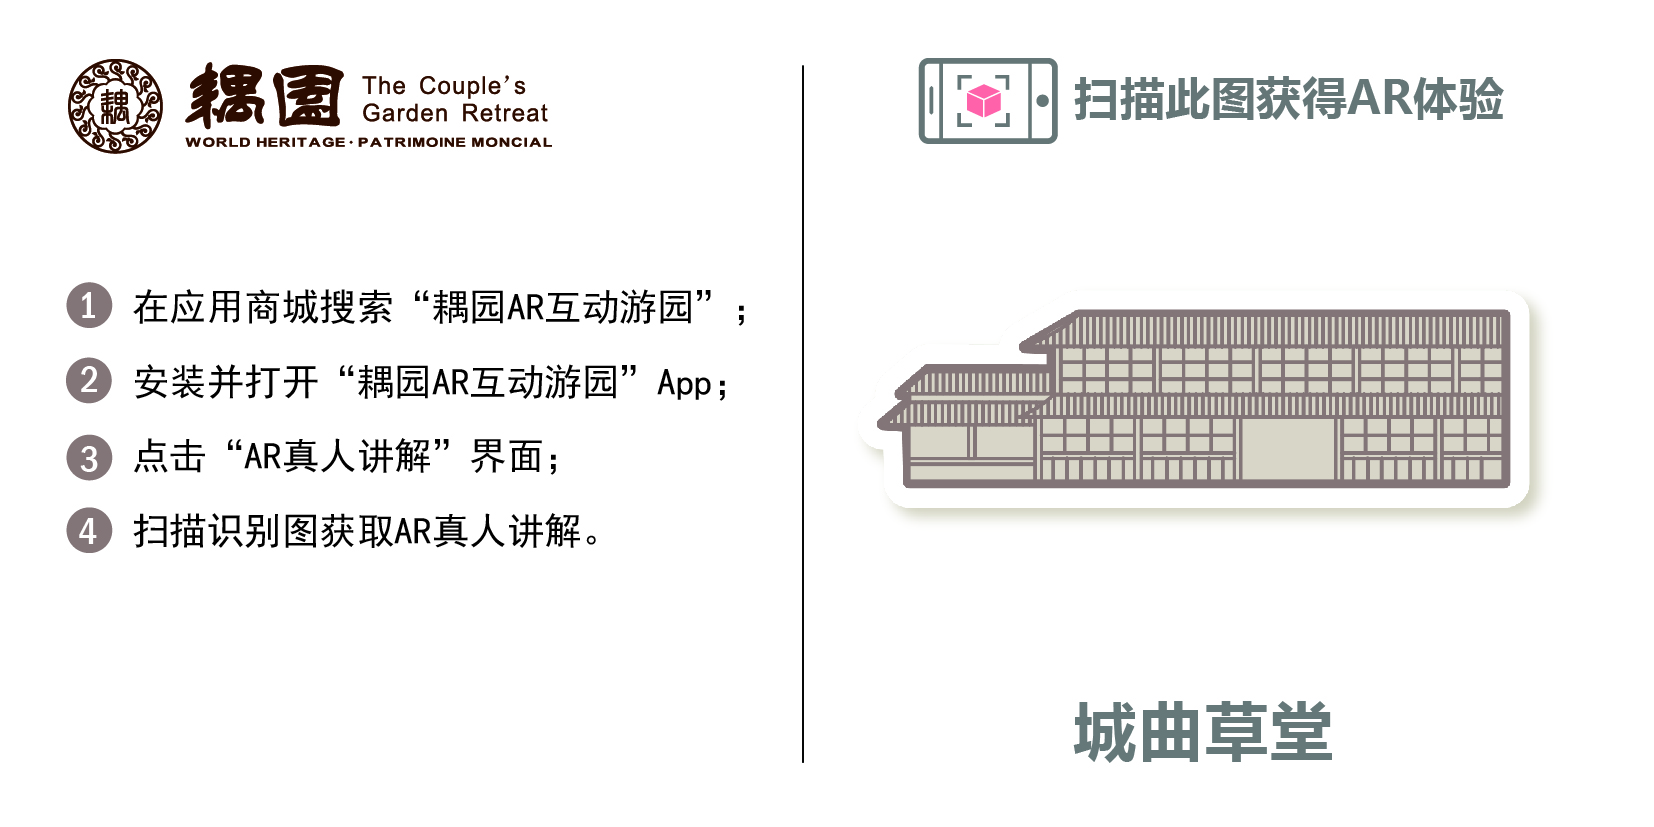 耦
耦園
The Couple's
Garden Retreat
WORLD HERITAGE·PATRIMOINE MONCIAL
1 在应用商城搜索“耦园AR互动游园”；
2 安装并打开“耦园AR互动游园”App；
3 点击“AR真人讲解”界面；
4 扫描识别图获取AR真人讲解。
扫描此图获得AR体验
城曲草堂